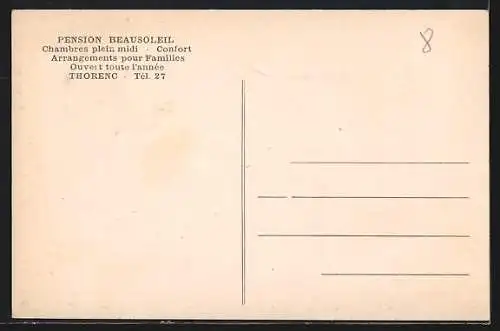 PENSION BEAUSOLEIL
Chambres plein midi - Confort
Arrangements pour Familles
Ouvert toute l'année
THORENC - Tél. 27
8